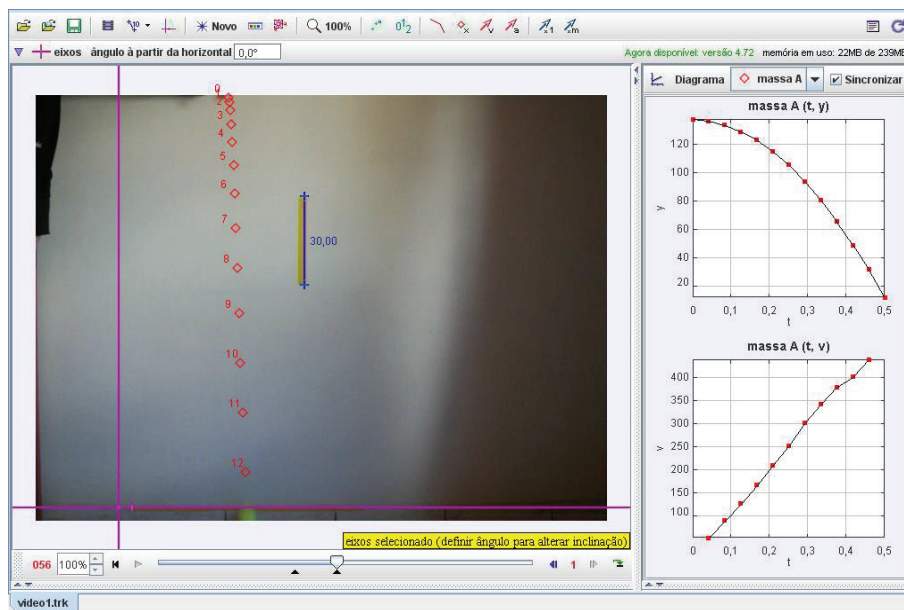 Novo 100%
eixos ângulo à partir da horizontal 0,0° Agora disponível: versão 4.72 memória em uso: 22MB de 239MB
Diagrama massa A Sincronizar
0
2
3
4
5
6
7
8
9
10
11
12
30,00
massa A (t, y)
120
100
80
60
40
20
y
0 0,1 0,2 0,3 0,4 0,5
t
massa A (t, v)
400
350
300
250
200
150
100
v
0 0,1 0,2 0,3 0,4 0,5
t
eixos selecionado (definir ângulo para alterar inclinação)
056 100% 1
video1.trk